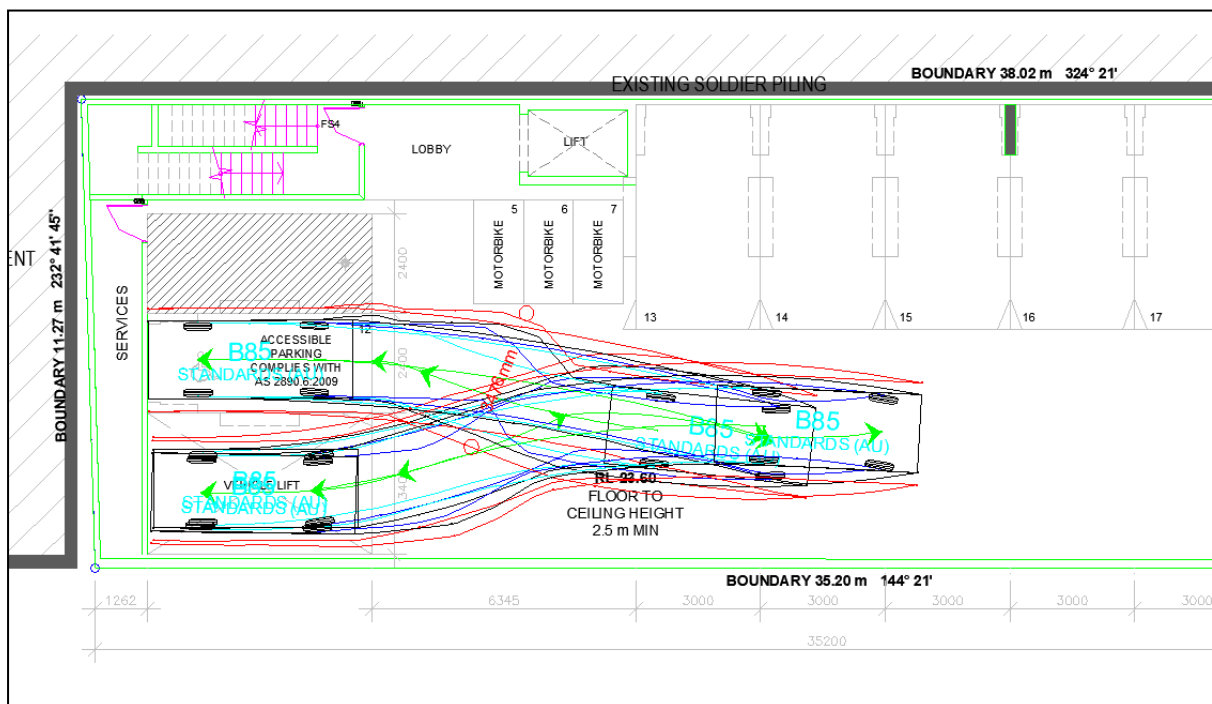 BOUNDARY 38.02 m 324° 21'
EXISTING SOLDIER PILING
FS4
LOBBY
LIFT
5
6
7
MOTORBIKE
MOTORBIKE
MOTORBIKE
2400
BOUNDARY 11.27 m 232° 41' 45"
ENT
SERVICES
13
14
15
16
17
12
ACCESSIBLE
PARKING
COMPLIES WITH
AS 2890.6:2009
B85
STANDARDS (AU)
2400
B85
STANDARDS (AU)
B85
STANDARDS (AU)
VEHICLE LIFT
B85
STANDARDS (AU)
STANDARDS (AU)
3400
RL 23.60
FLOOR TO
CEILING HEIGHT
2.5 m MIN
BOUNDARY 35.20 m 144° 21'
1262
6345
3000
3000
3000
3000
3000
35200